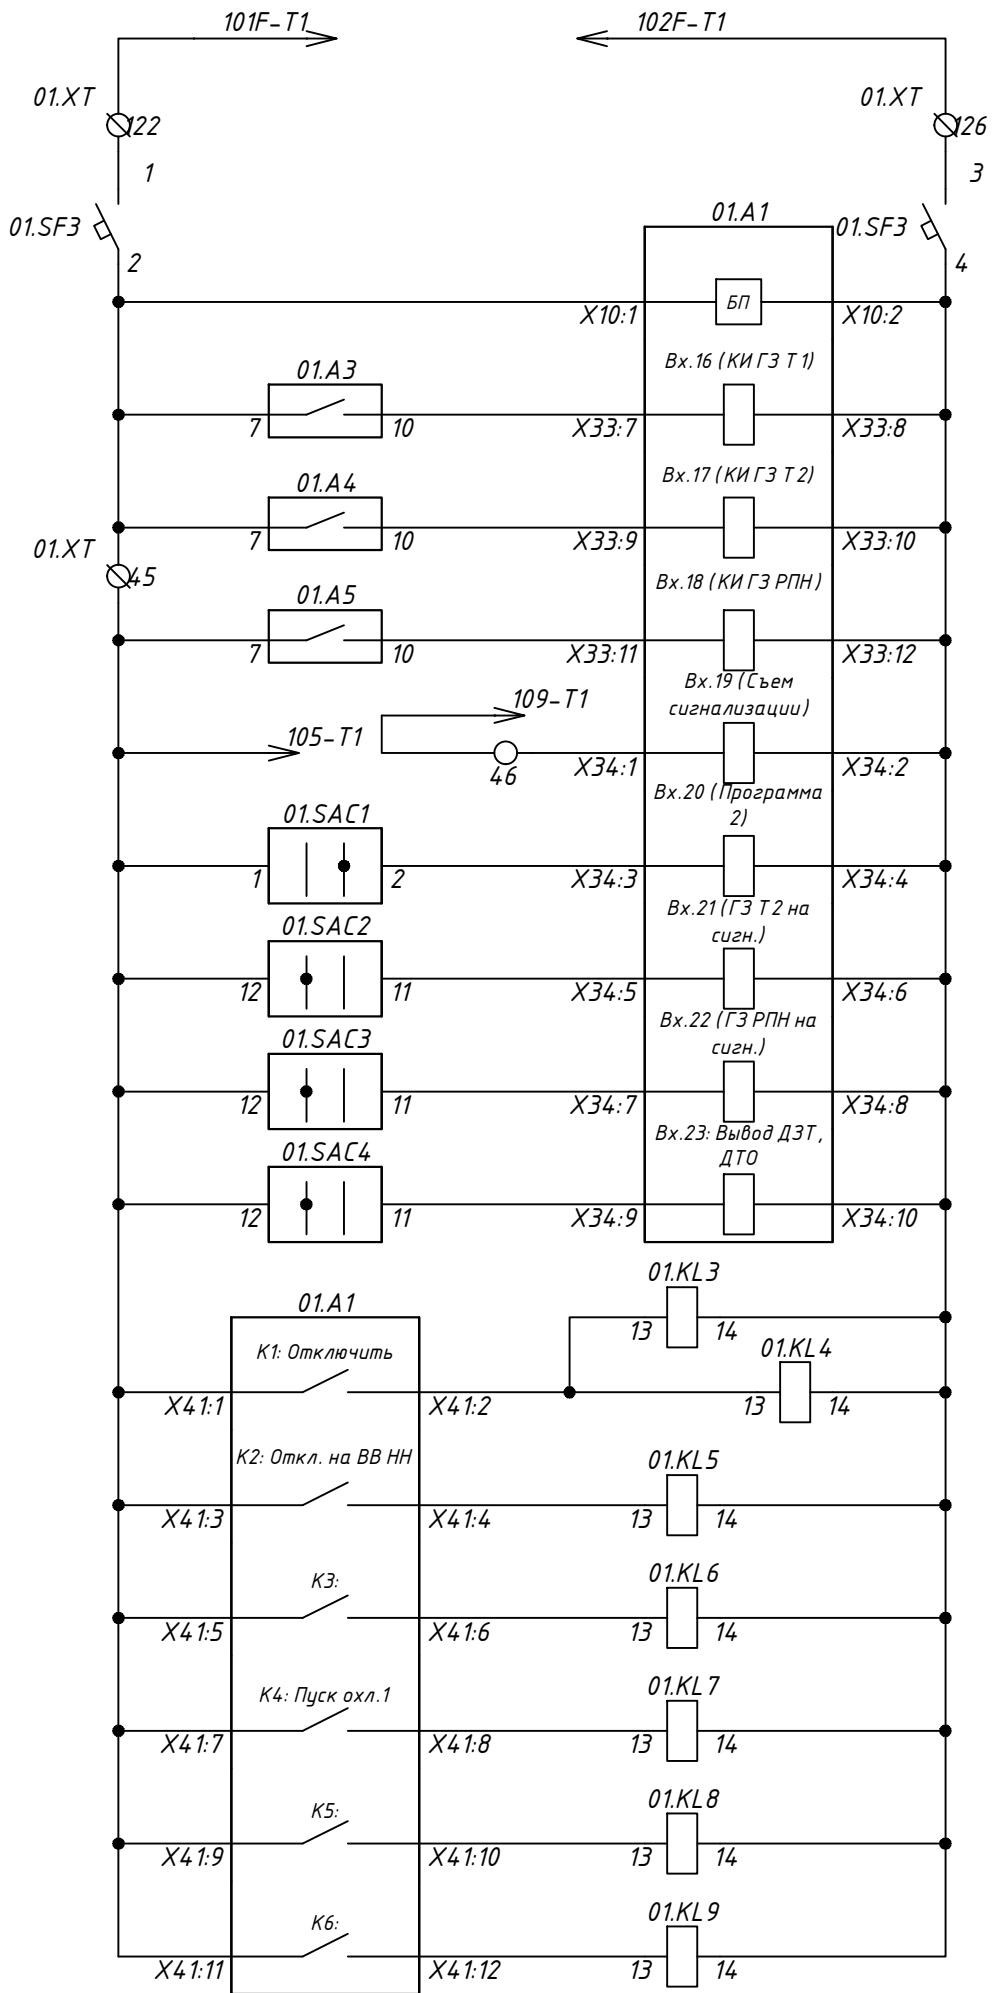 101F-T1
102F-T1
01.XT
01.XT
122
126
1
3
01.SF3
01.A1
01.SF3
2
4
БП
X10:1
X10:2
Вх.16 (КИ ГЗ Т1)
01.A3
7
10
X33:7
X33:8
Вх.17 (КИ ГЗ Т2)
01.A4
7
10
X33:9
X33:10
01.XT
45
Вх.18 (КИ ГЗ РПН)
01.A5
7
10
X33:11
X33:12
Вх.19 (Съем
сигнализации)
109-T1
105-T1
46
X34:1
X34:2
Вх.20 (Программа
2)
01.SAC1
1
2
X34:3
X34:4
Вх.21 (ГЗ Т2 на
сигн.)
01.SAC2
12
11
X34:5
X34:6
Вх.22 (ГЗ РПН на
сигн.)
01.SAC3
12
11
X34:7
X34:8
Вх.23: Вывод ДЗТ,
ДТО
01.SAC4
12
11
X34:9
X34:10
01.KL3
01.A1
13
14
01.KL4
К1: Отключить
X41:1
X41:2
13
14
К2: Откл. на ВВ НН
01.KL5
X41:3
X41:4
13
14
К3:
01.KL6
X41:5
X41:6
13
14
К4: Пуск охл.1
01.KL7
X41:7
X41:8
13
14
К5:
01.KL8
X41:9
X41:10
13
14
К6:
01.KL9
X41:11
X41:12
13
14